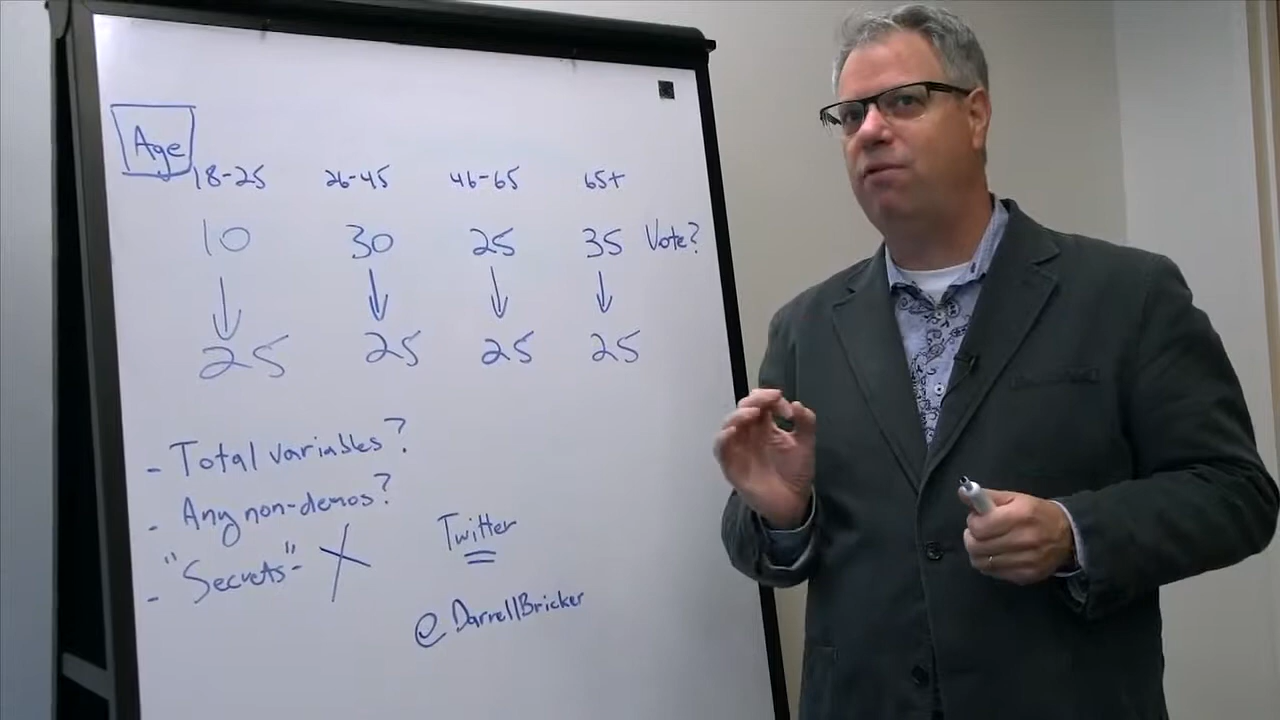 Age
18-25 26-45 46-65 65+
10 30 25 35 Vote?
25 25 25 25
- Total variables?
- Any non-demos?
- "Secrets"-
Twitter
@DarrellBricker